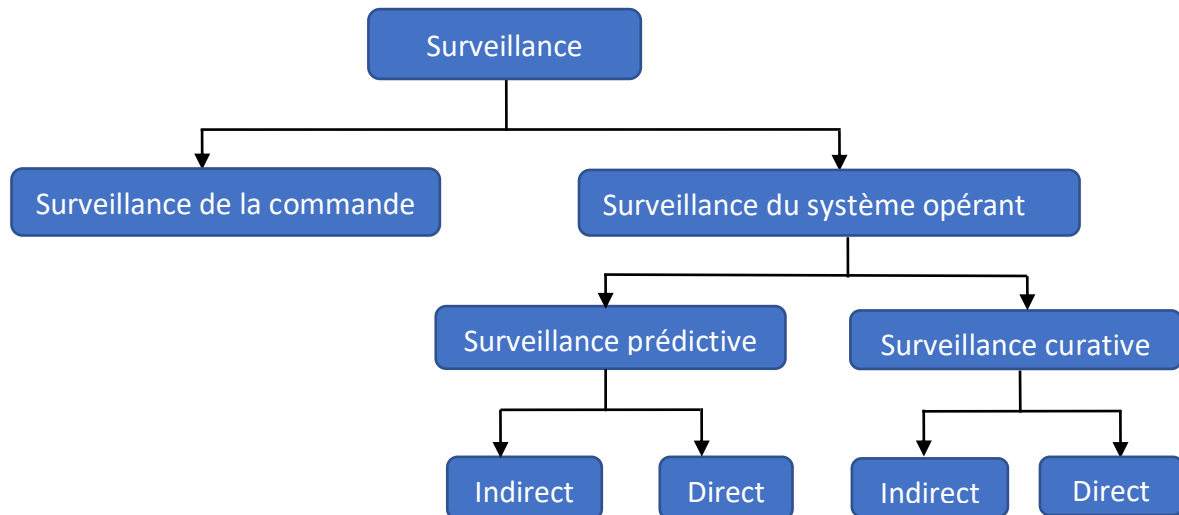 Surveillance
Surveillance de la commande
Surveillance du système opérant
Surveillance prédictive
Surveillance curative
Indirect
Direct
Indirect
Direct